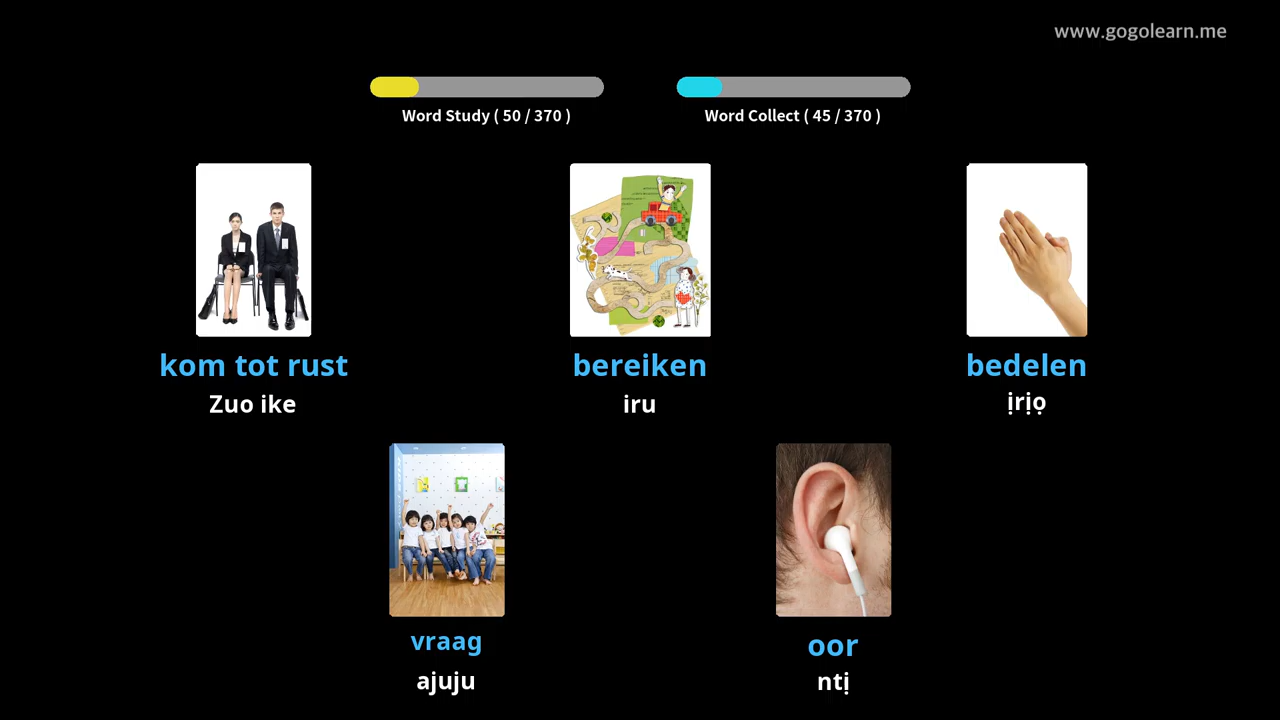 www.gogolearn.me
Word Study ( 50 / 370 )
Word Collect ( 45 / 370 )
kom tot rust
Zuo ike
bereiken
iru
bedelen
ịrịọ
vraag
ajuju
oor
ntị